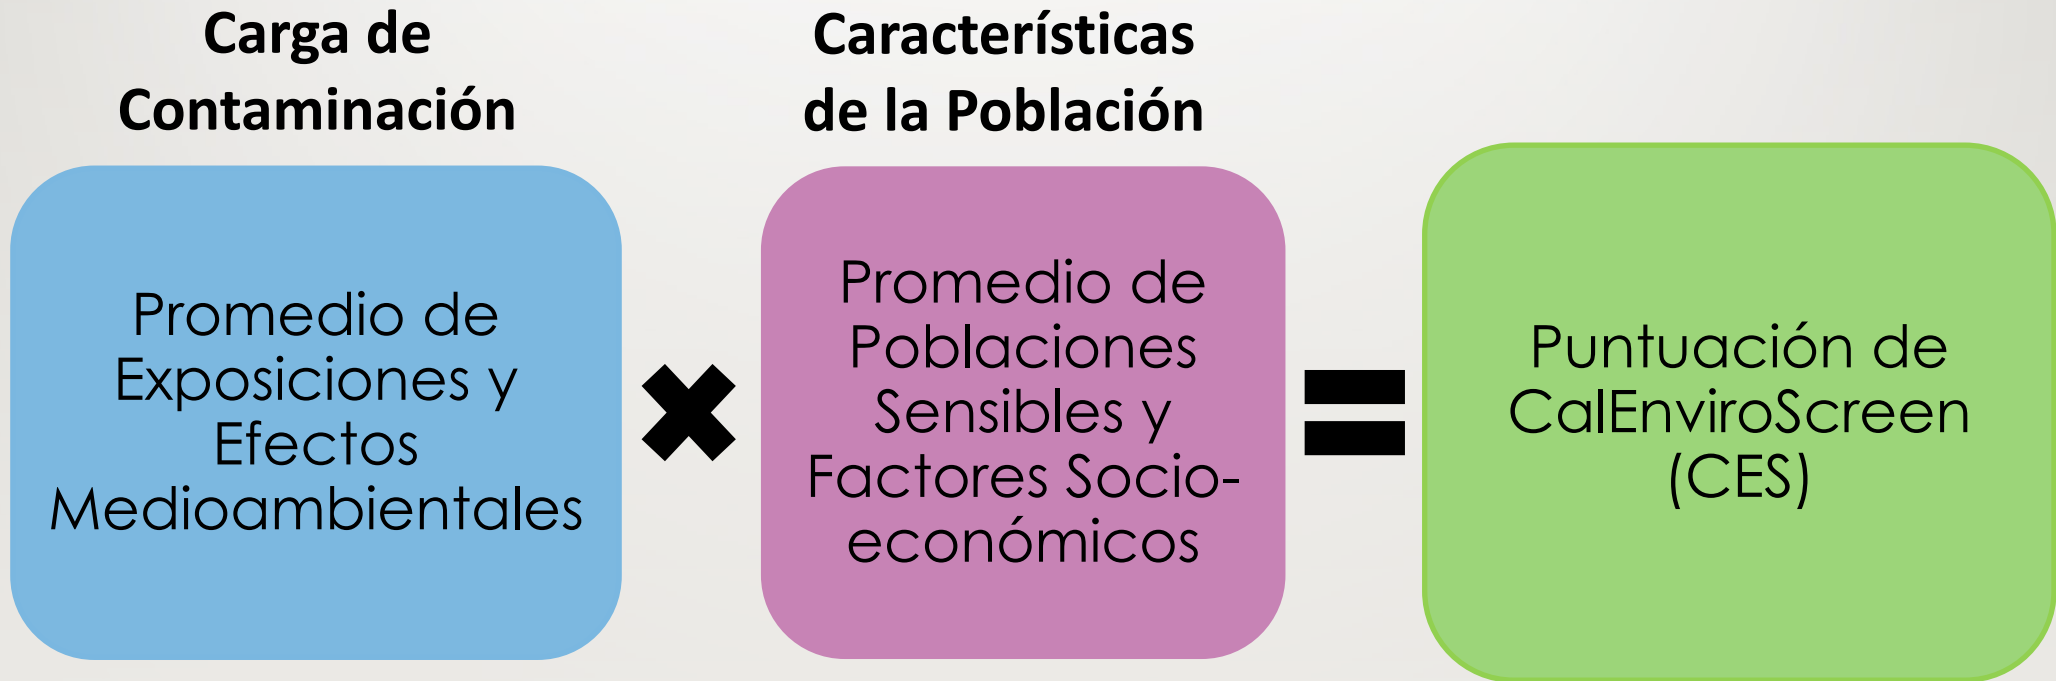 Carga de
Contaminación
Promedio de
Exposiciones y
Efectos
Medioambientales
Características
de la Población
Promedio de
Poblaciones
Sensibles y
Factores Socio-
económicos
Puntuación de
CalEnviroScreen
(CES)